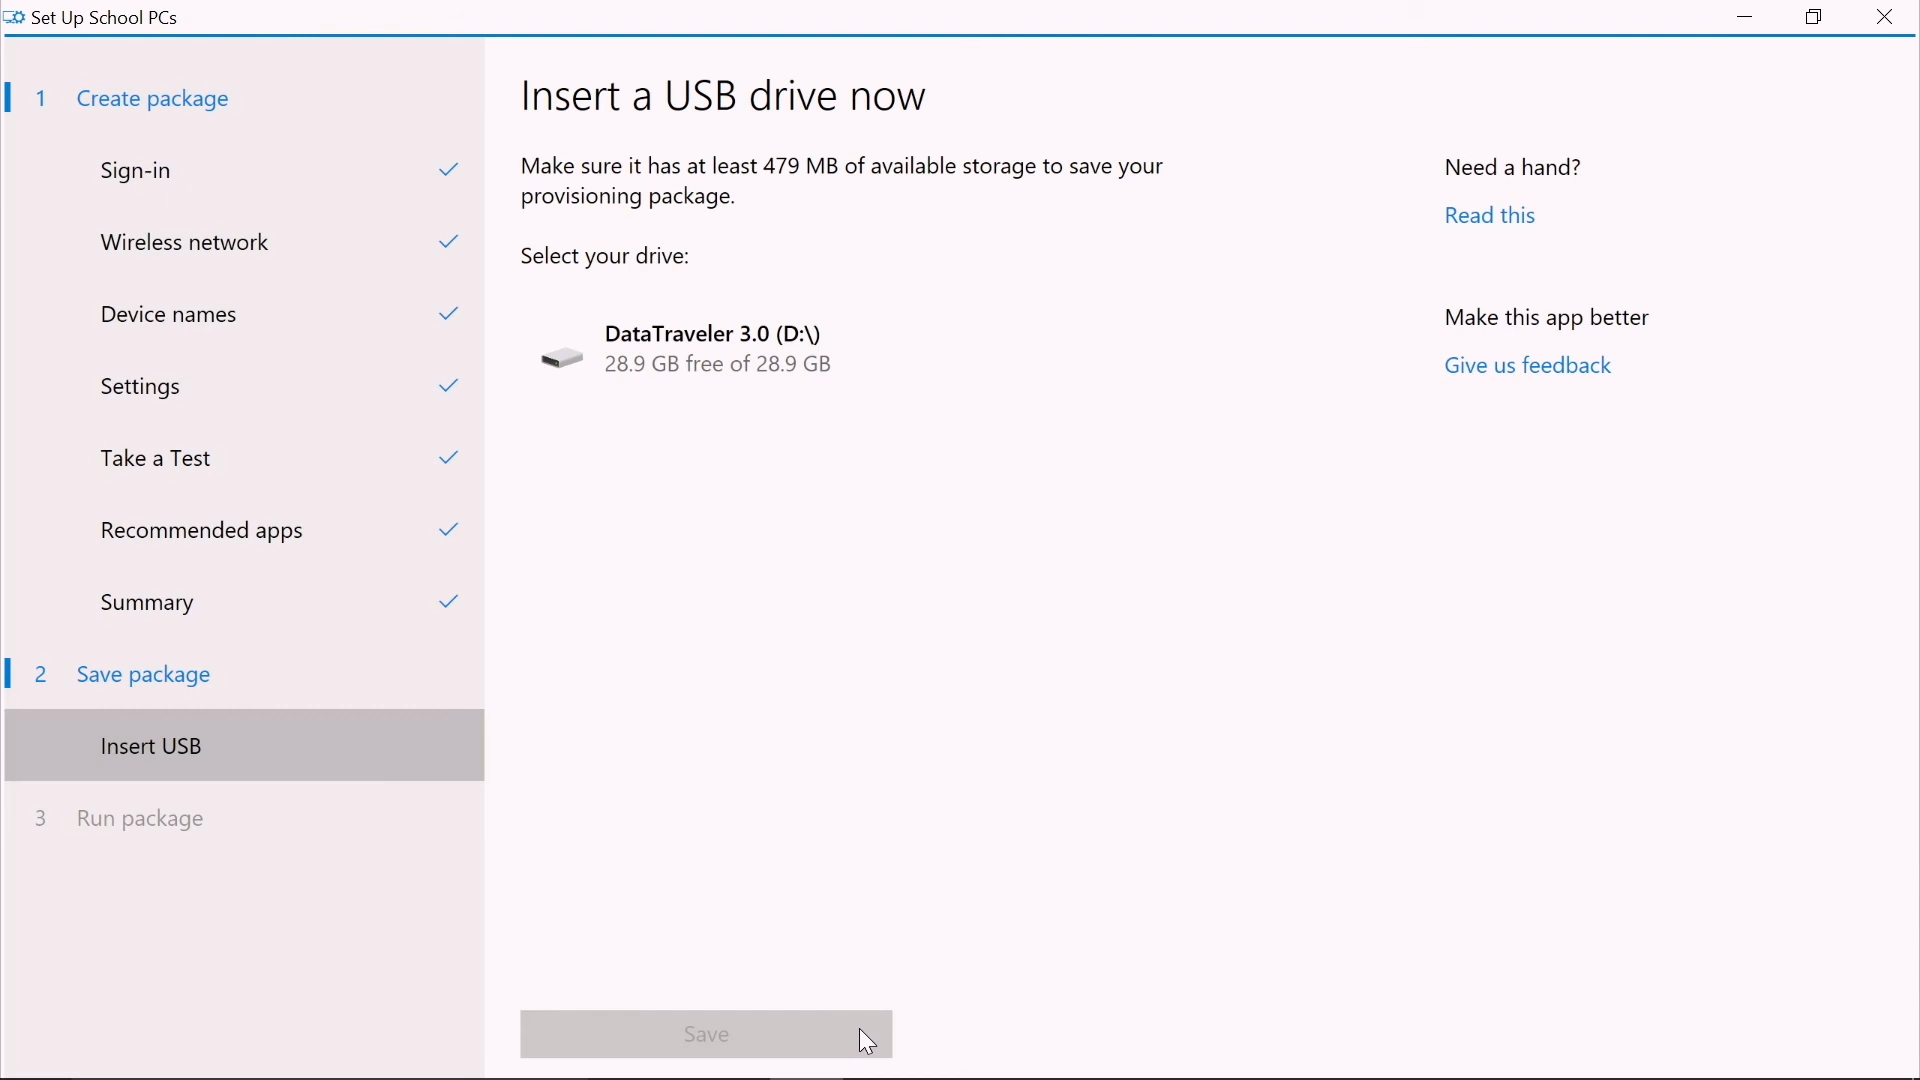 Set Up School PCs
1 Create package
Sign-in
Wireless network
Device names
Settings
Take a Test
Recommended apps
Summary
2 Save package
Insert USB
3 Run package
Insert a USB drive now
Make sure it has at least 479 MB of available storage to save your
provisioning package.
Select your drive:
DataTraveler 3.0 (D:\)
28.9 GB free of 28.9 GB
Save
Need a hand?
Read this
Make this app better
Give us feedback